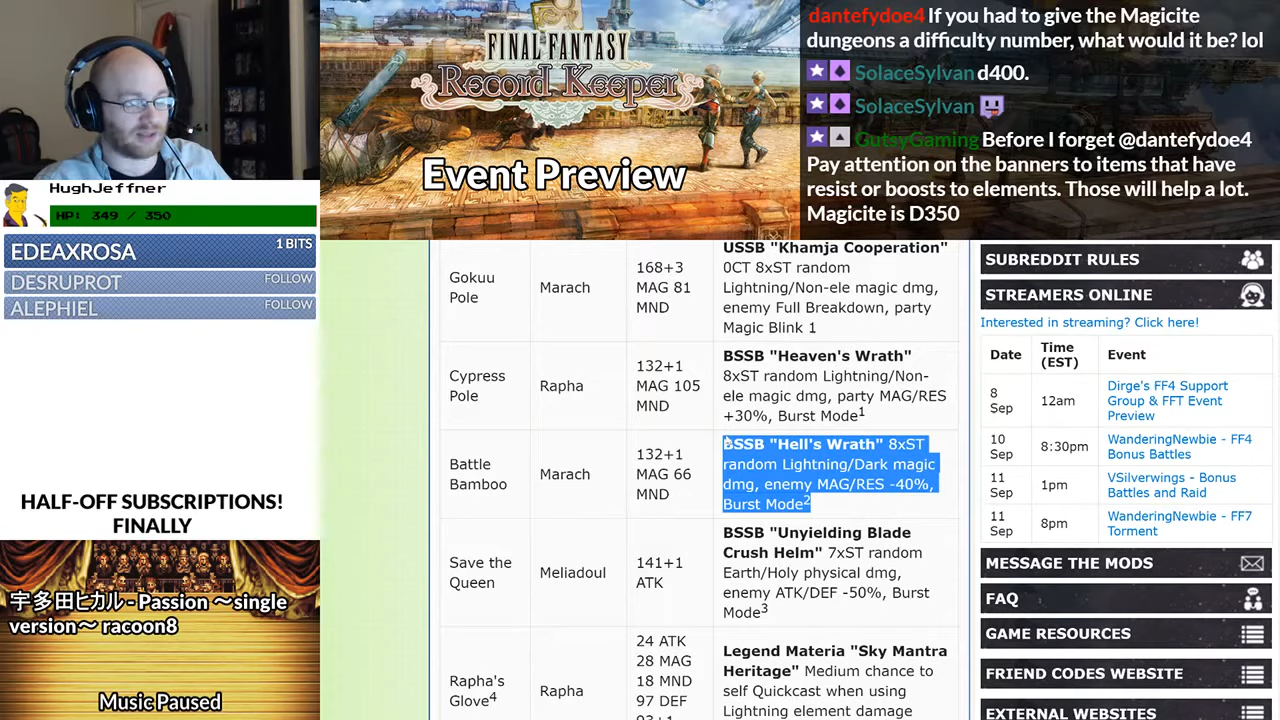 HughJeffner
HP: 349 / 350
EDEAXROSA
1 BITS
DESRUPROT
FOLLOW
ALEPHIEL
FOLLOW
HALF-OFF SUBSCRIPTIONS!
FINALLY
宇多田ヒカル - Passion ～single
version～ racoon8
Music Paused
FINAL FANTASY
Record Keeper
Event Preview
dantefydoe4 If you had to give the Magicite
dungeons a difficulty number, what would it be? lol
SolaceSylvan d400.
SolaceSylvan
GutsyGaming Before I forget @dantefydoe4
Pay attention on the banners to items that have
resist or boosts to elements. Those will help a lot.
Magicite is D350
Gokuu
Pole
Marach
168+3
MAG 81
MND
USSB "Khamja Cooperation"
0CT 8xST random
Lightning/Non-ele magic dmg,
enemy Full Breakdown, party
Magic Blink 1
Cypress
Pole
Rapha
132+1
MAG 105
MND
BSSB "Heaven's Wrath"
8xST random Lightning/Non-
ele magic dmg, party MAG/RES
+30%, Burst Mode1
Battle
Bamboo
Marach
132+1
MAG 66
MND
BSSB "Hell's Wrath" 8xST
random Lightning/Dark magic
dmg, enemy MAG/RES -40%,
Burst Mode2
Save the
Queen
Meliadoul
141+1
ATK
BSSB "Unyielding Blade
Crush Helm" 7xST random
Earth/Holy physical dmg,
enemy ATK/DEF -50%, Burst
Mode3
Rapha's
Glove4
Rapha
24 ATK
28 MAG
18 MND
97 DEF
93+1
Legend Materia "Sky Mantra
Heritage" Medium chance to
self Quickcast when using
Lightning element damage
SUBREDDIT RULES
STREAMERS ONLINE
Interested in streaming? Click here!
Date
Time
(EST)
Event
8
Sep
12am
Dirge's FF4 Support
Group & FFT Event
Preview
10
Sep
8:30pm
WanderingNewbie - FF4
Bonus Battles
11
Sep
1pm
VSilverwings - Bonus
Battles and Raid
11
Sep
8pm
WanderingNewbie - FF7
Torment
MESSAGE THE MODS
FAQ
GAME RESOURCES
FRIEND CODES WEBSITE
EXTERNAL WEBSITES